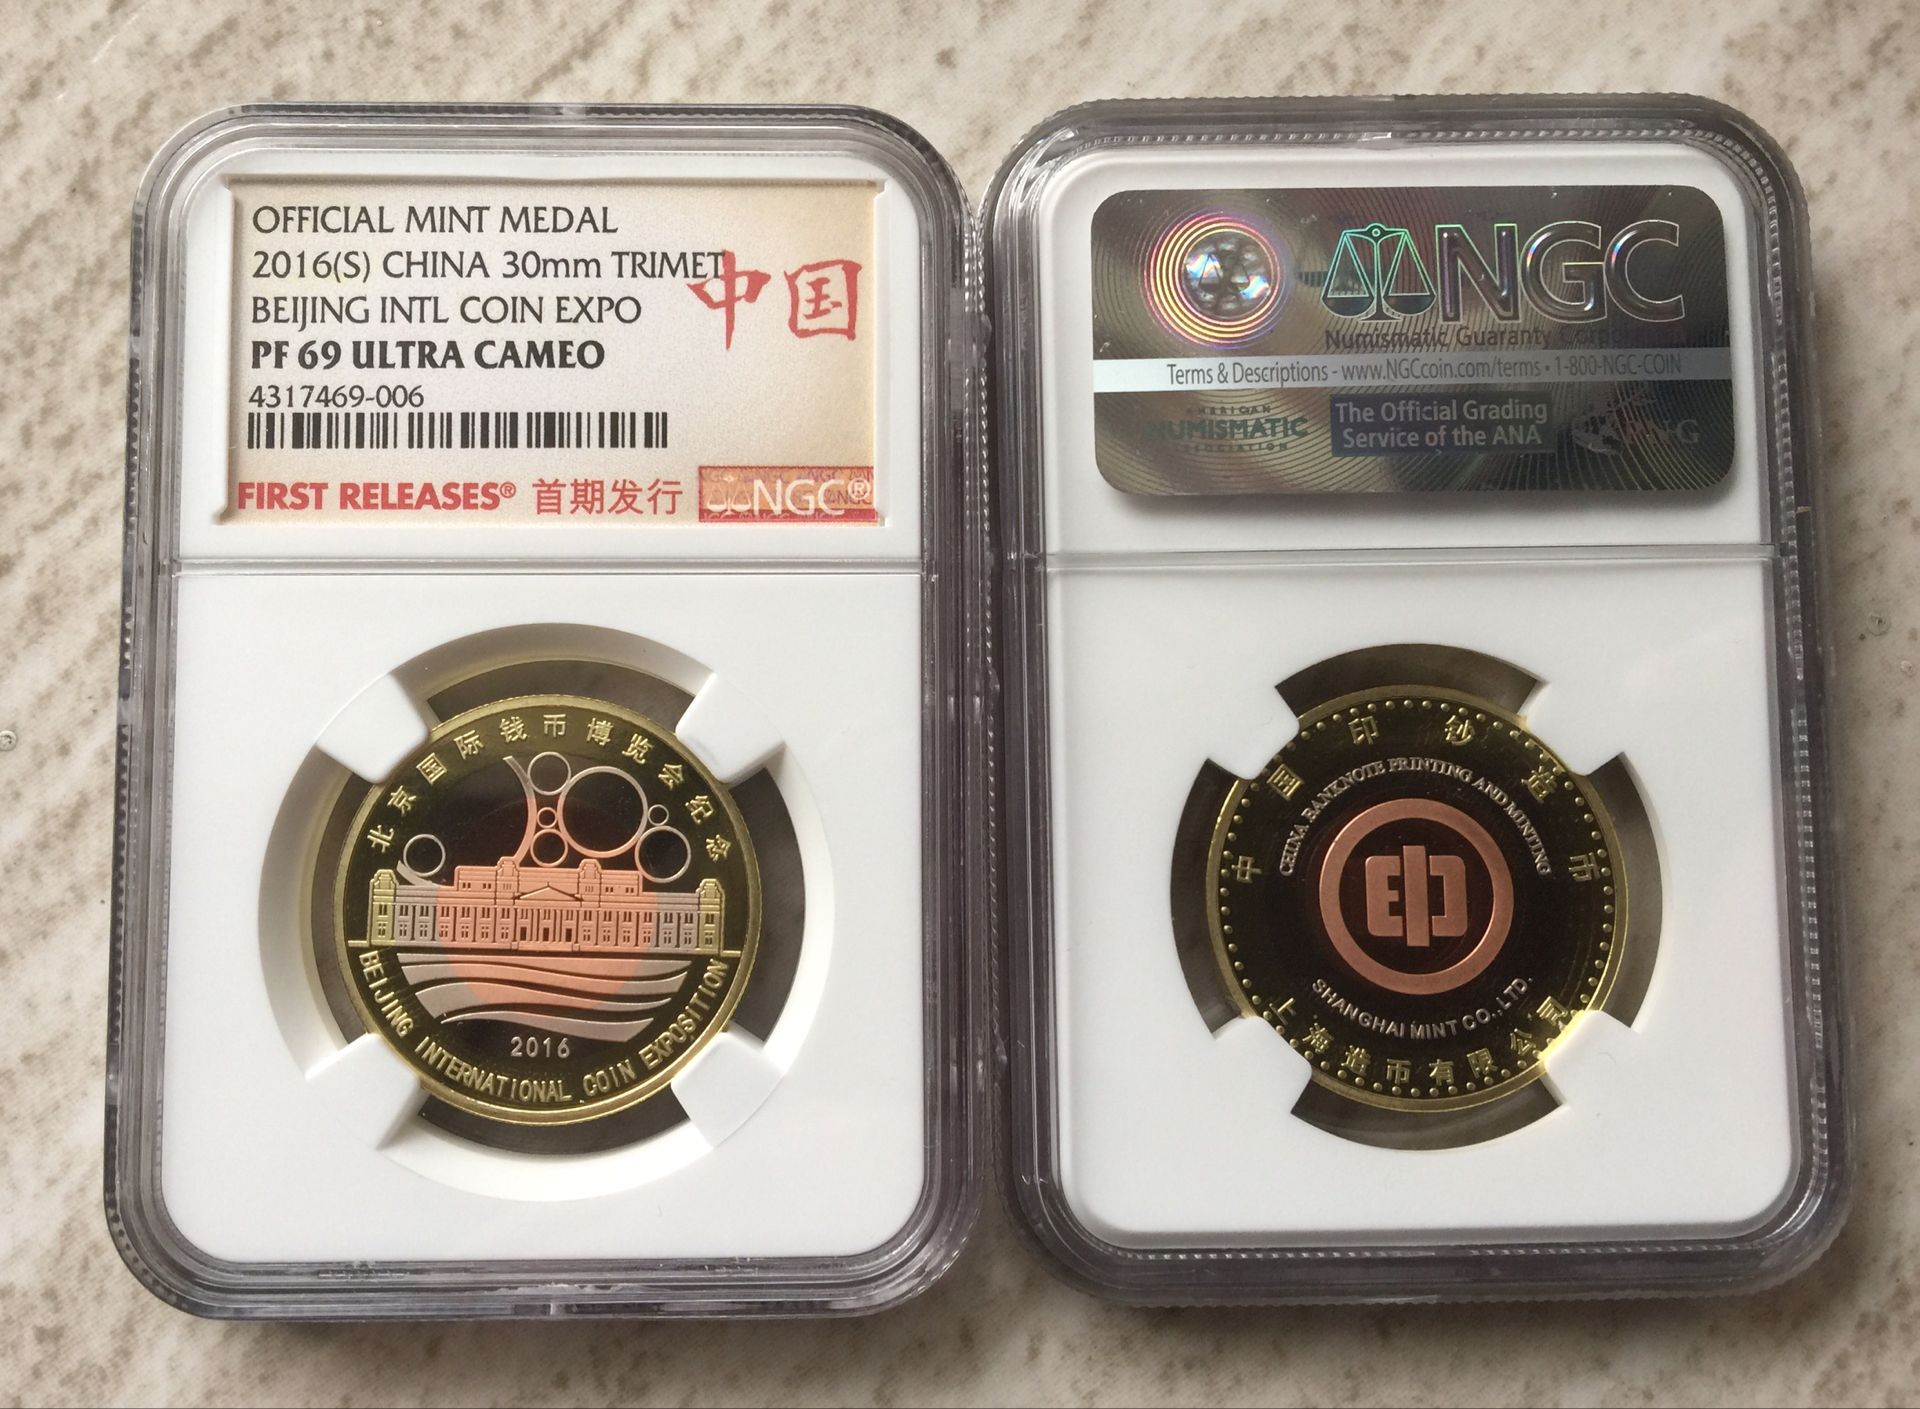 OFFICIAL MINT MEDAL
2016(S) CHINA 30mm TRIMET
BEIJING INTL COIN EXPO
PF 69 ULTRA CAMEO
4317469-006
中国
FIRST RELEASES® 首期发行
NGC®
北京国际钱币博览会纪念
2016
BEIJING INTERNATIONAL COIN EXPOSITION
NGC
Numismatic Guaranty Corporation
Terms & Descriptions - www.NGCcoin.com/terms • 1-800-NGC-COIN
AMERICAN
NUMISMATIC
ASSOCIATION
The Official Grading
Service of the ANA
PNG
中国印钞造币
CHINA BANKNOTE PRINTING AND MINTING
SHANGHAI MINT CO.,LTD.
上海造币有限公司